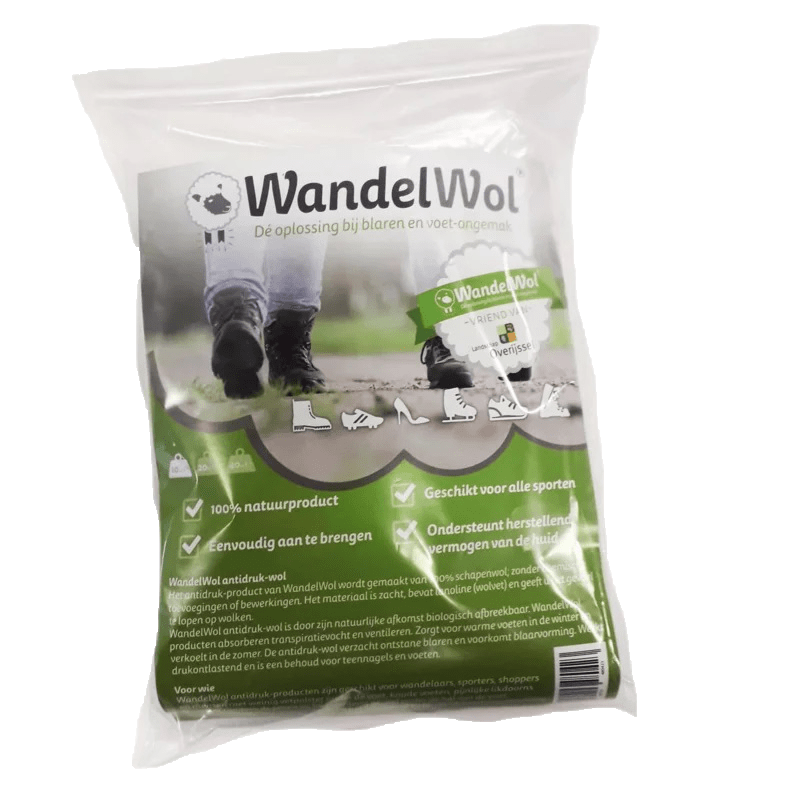 WandelWol®
Dé oplossing bij blaren en voet-ongemak
WandelWol
~VRIEND VAN~
Landschap
Overijssel
100% natuurproduct
Geschikt voor alle sporten
Eenvoudig aan te brengen
Ondersteunt herstellend
vermogen van de huid
WandelWol antidruk-wol
Het antidruk-product van WandelWol wordt gemaakt van 100% schapenwol, zonder
toevoegingen of bewerkingen. Het materiaal is zacht, bevat lanoline (wolvet) en geeft u het
te lopen op wolken.
WandelWol antidruk-wol is door zijn natuurlijke afkomst biologisch afbreekbaar. WandelWol
producten absorberen transpiratievocht en ventileren. Zorgt voor warme voeten in de winter
verkoelt in de zomer. De antidruk-wol verzacht ontstane blaren en voorkomt blaarvorming.
drukontlastend en is een behoud voor teennagels en voeten.
Voor wie
WandelWol antidruk-producten zijn geschikt voor wandelaars, sporters, shoppers
voeten, koude voeten, pijnlijke likdoorns